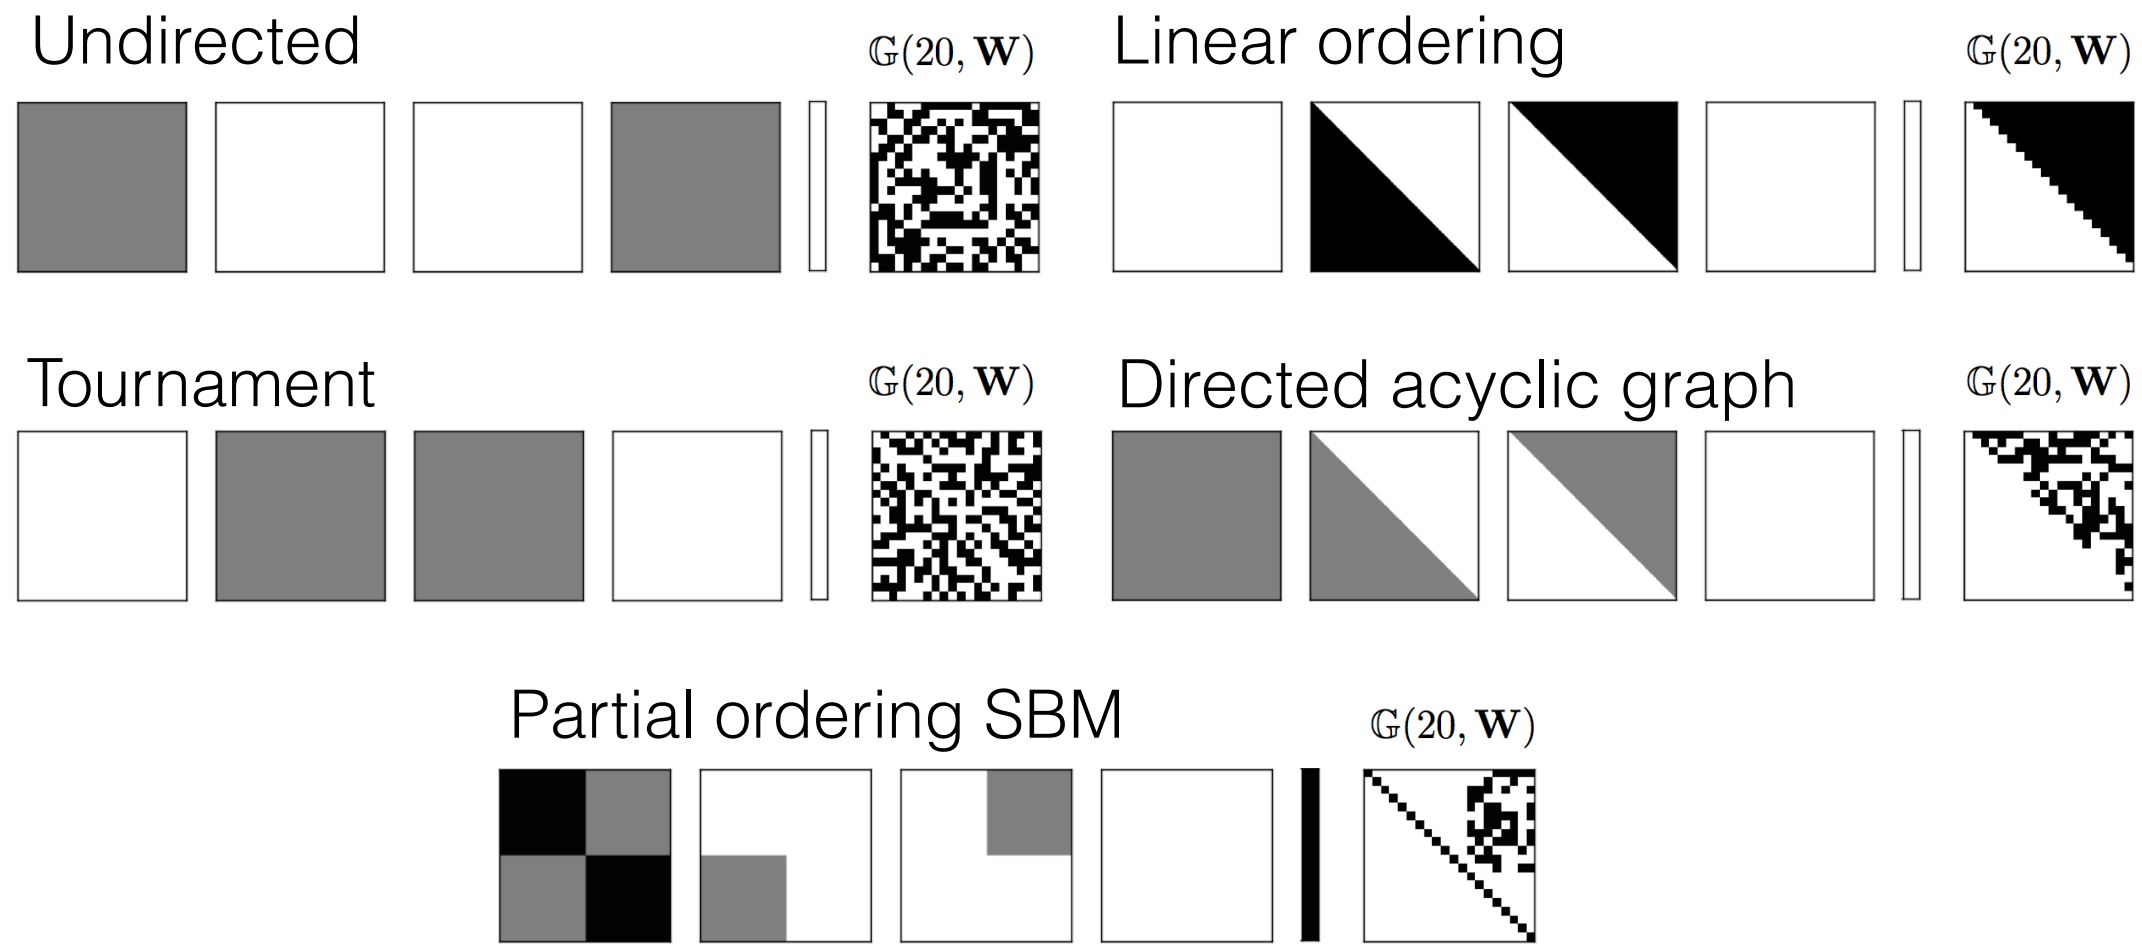 Undirected
𝔾(20, W)
Linear ordering
𝔾(20, W)
Tournament
𝔾(20, W)
Directed acyclic graph
𝔾(20, W)
Partial ordering SBM
𝔾(20, W)